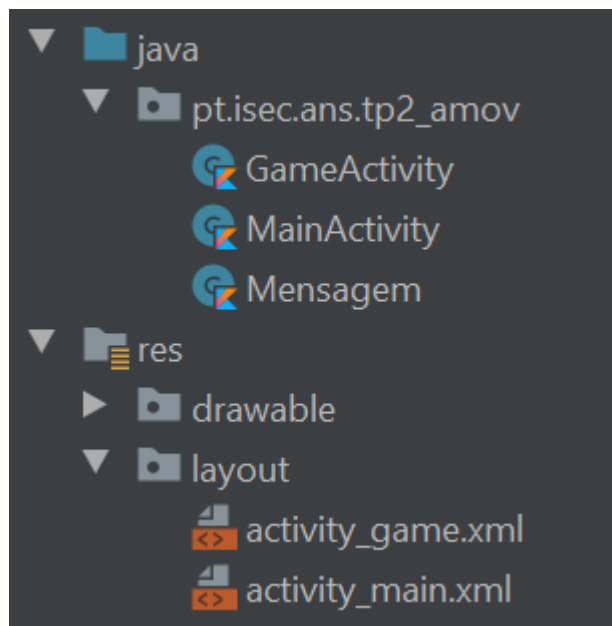 java
pt.isec.ans.tp2_amov
GameActivity
MainActivity
Mensagem
res
drawable
layout
activity_game.xml
activity_main.xml